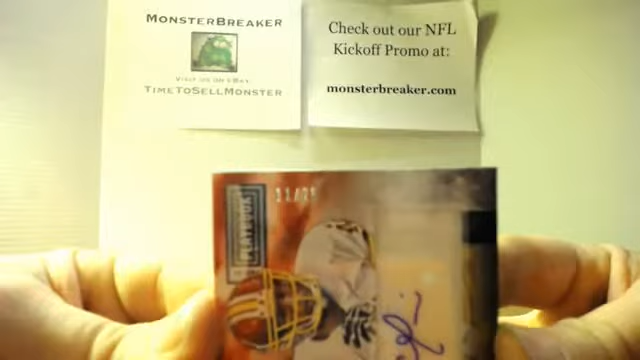 MONSTERBREAKER
VISIT US ON EBAY
TIMETOSELLMONSTER
Check out our NFL
Kickoff Promo at:
monsterbreaker.com
PLAYBOOK